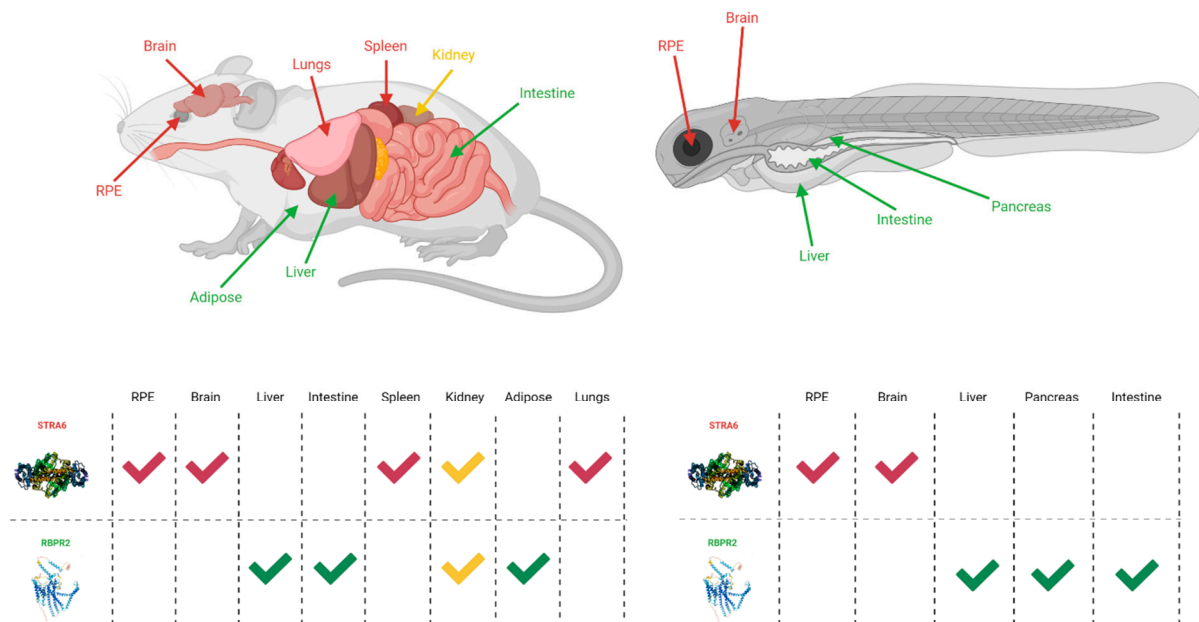 Brain
Lungs
Spleen
Kidney
Intestine
RPE
Adipose
Liver
RPE
Brain
Pancreas
Intestine
Liver
RPE Brain Liver Intestine Spleen Kidney Adipose Lungs
STRA6
RBPR2
RPE Brain Liver Pancreas Intestine
STRA6
RBPR2